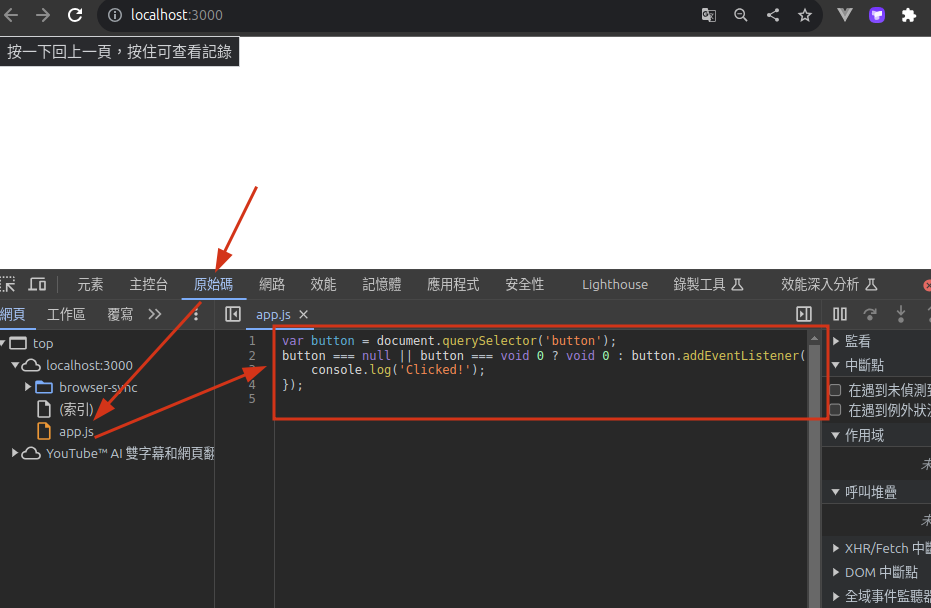 localhost:3000
按一下回上一頁，按住可查看記錄
元素 主控台 原始碼 網路 效能 記憶體 應用程式 安全性 Lighthouse 錄製工具 效能深入分析
網頁 工作區 覆寫
app.js
top
localhost:3000
browser-sync
(索引)
app.js
YouTube™ AI 雙字幕和網頁翻
1 var button = document.querySelector('button');
2 button === null || button === void 0 ? void 0 : button.addEventListener(
3 console.log('Clicked!');
4 });
5
監看
中斷點
在遇到未偵測到
在遇到例外狀況
作用域
未
呼叫堆疊
未
XHR/Fetch 中斷
DOM 中斷點
全域事件監聽器